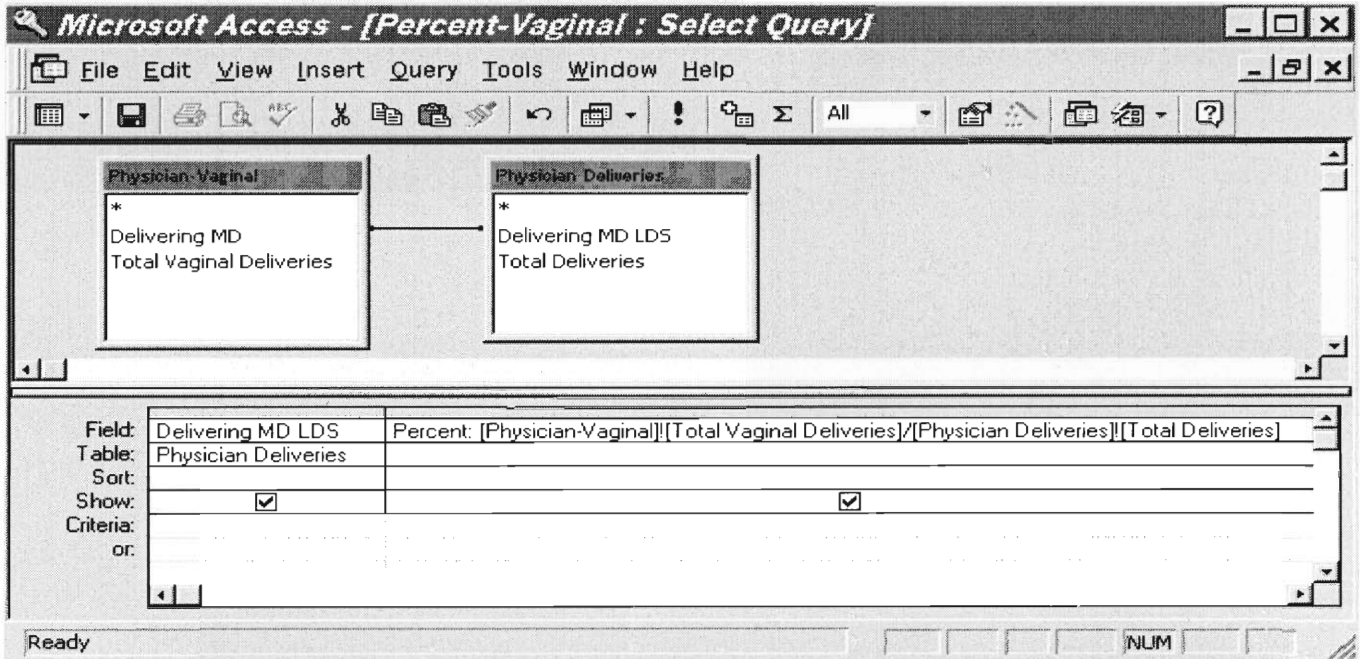 Microsoft Access - [Percent-Vaginal : Select Query]
File Edit View Insert Query Tools Window Help
ABC Σ All
Physician-Vaginal Physician Deliveries
* *
Delivering MD Delivering MD LDS
Total Vaginal Deliveries Total Deliveries
Field: Delivering MD LDS Percent: [Physician-Vaginal]![Total Vaginal Deliveries]/[Physician Deliveries]![Total Deliveries]
Table: Physician Deliveries
Sort:
Show:
Criteria:
or:
Ready NUM